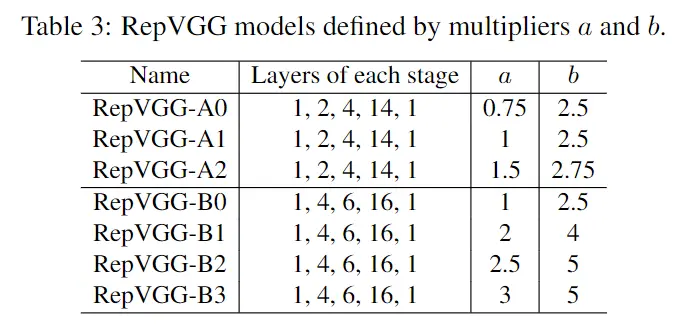 Table 3: RepVGG models defined by multipliers a and b.
Name Layers of each stage a b
RepVGG-A0 1, 2, 4, 14, 1 0.75 2.5
RepVGG-A1 1, 2, 4, 14, 1 1 2.5
RepVGG-A2 1, 2, 4, 14, 1 1.5 2.75
RepVGG-B0 1, 4, 6, 16, 1 1 2.5
RepVGG-B1 1, 4, 6, 16, 1 2 4
RepVGG-B2 1, 4, 6, 16, 1 2.5 5
RepVGG-B3 1, 4, 6, 16, 1 3 5